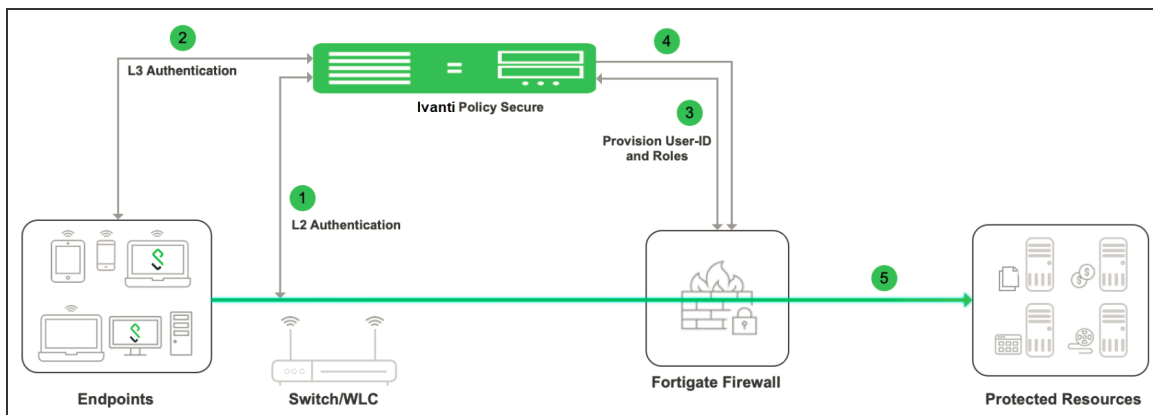 2
L3 Authentication
4
Ivanti Policy Secure
3
Provision User-ID
and Roles
1
L2 Authentication
5
Endpoints
Switch/WLC
Fortigate Firewall
Protected Resources